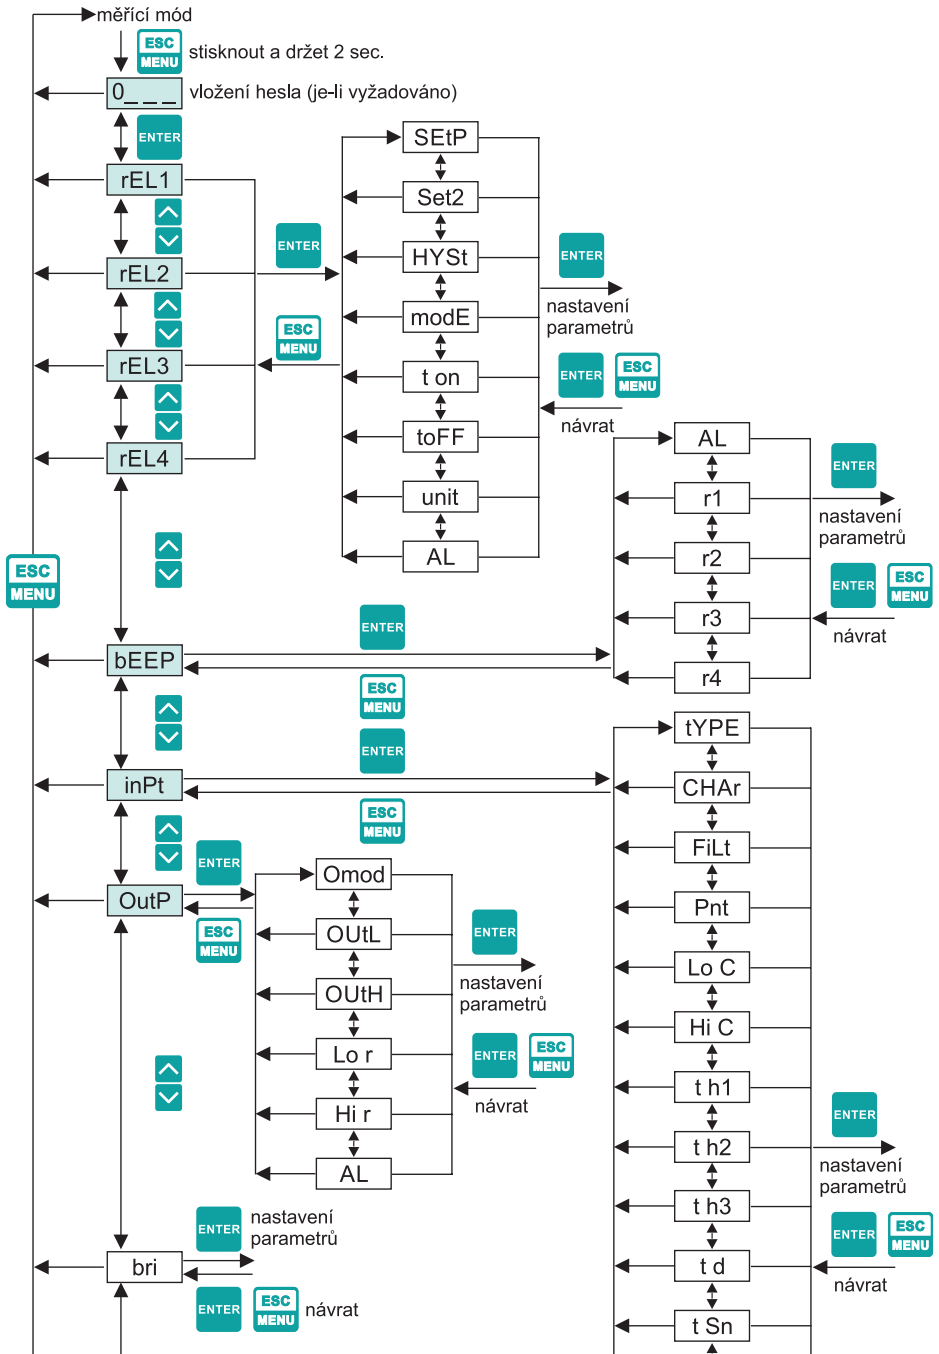 měřící mód
ESC
MENU
stisknout a držet 2 sec.
0_ _ _
vložení hesla (je-li vyžadováno)
ENTER
rEL1
rEL2
rEL3
rEL4
ENTER
ESC
MENU
SEtP
Set2
HYSt
modE
t on
toFF
unit
AL
ENTER
nastavení
parametrů
ENTER
ESC
MENU
návrat
ESC
MENU
bEEP
ENTER
ESC
MENU
AL
r1
r2
r3
r4
ENTER
nastavení
parametrů
ENTER
ESC
MENU
návrat
inPt
ENTER
ESC
MENU
tYPE
CHAr
FiLt
Pnt
Lo C
Hi C
t h1
t h2
t h3
t d
t Sn
ENTER
nastavení
parametrů
ENTER
ESC
MENU
návrat
OutP
ENTER
ESC
MENU
Omod
OUtL
OUtH
Lo r
Hi r
AL
ENTER
nastavení
parametrů
ENTER
ESC
MENU
návrat
bri
ENTER
nastavení
parametrů
ENTER
ESC
MENU
návrat